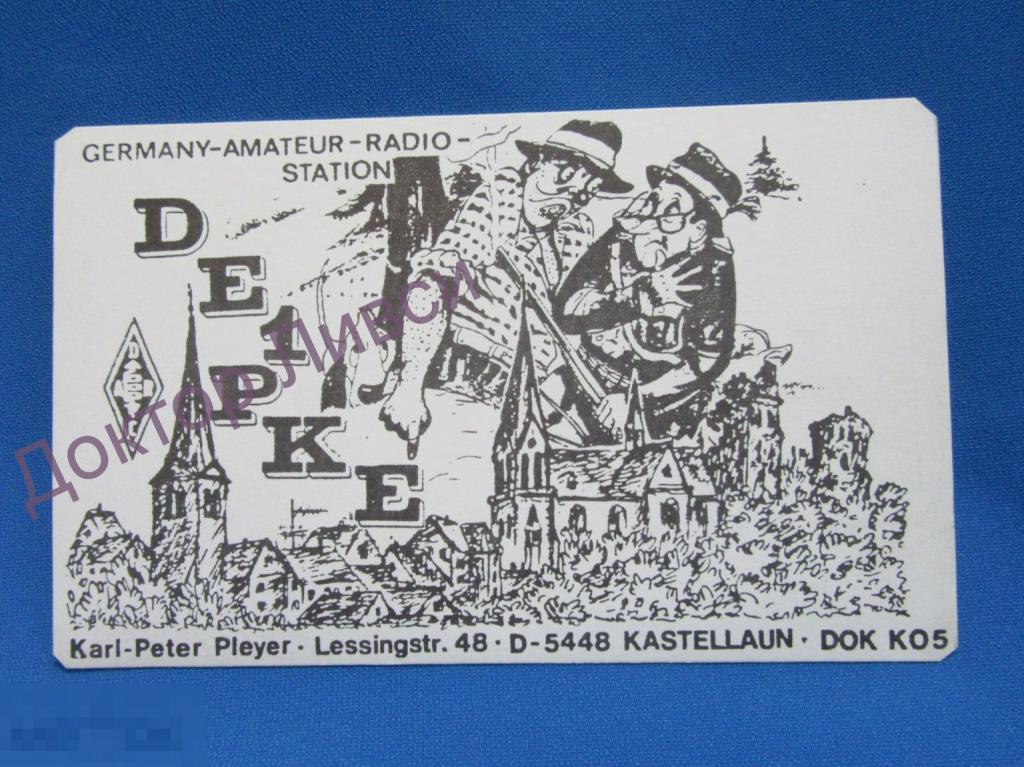 GERMANY-AMATEUR-RADIO-
STATION
DE1PKE
Karl-Peter Pleyer · Lessingstr. 48 · D-5448 KASTELLAUN · DOK K05
Доктор Ливси